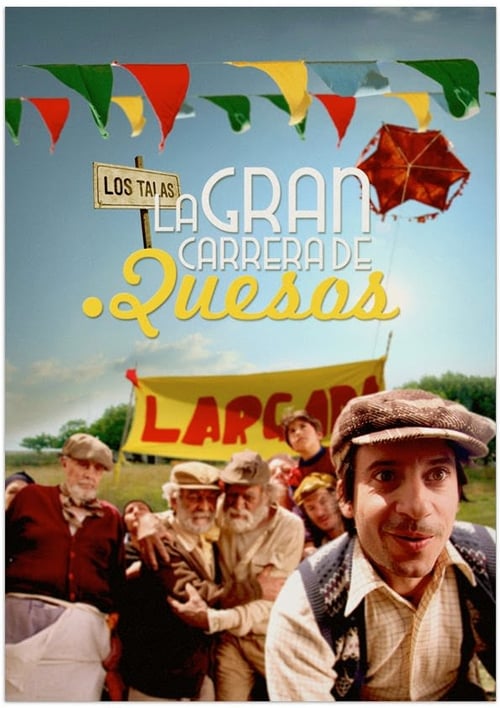 LOS TALAS
LA GRAN
CARRERA DE
Quesos
LARGADA